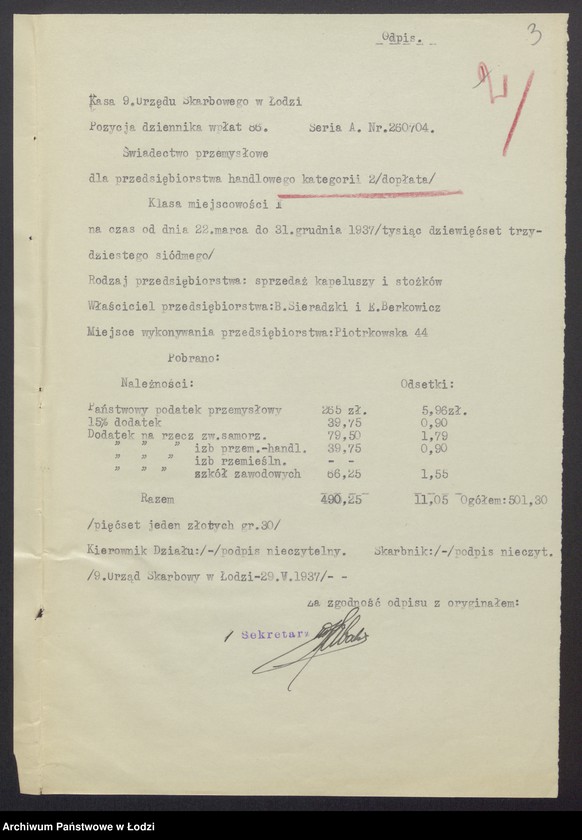 Odpis.
3
Kasa 9.Urzędu Skarbowego w Łodzi
Pozycja dziennika wpłat 86. Seria A. Nr.260704.
Świadectwo przemysłowe
dla przedsiębiorstwa handlowego kategorii 2/dopłata/
Klasa miejscowości I
na czas od dnia 22.marca do 31.grudnia 1937/tysiąc dziewięćset trzy-
dziestego siódmego/
Rodzaj przedsiębiorstwa: sprzedaż kapeluszy i stożków
Właściciel przedsiębiorstwa:B.Sieradzki i E.Berkowicz
Miejsce wykonywania przedsiębiorstwa:Piotrkowska 44
Pobrano:
Należności: Odsetki:
Państwowy podatek przemysłowy 265 zł. 5,96zł.
15% dodatek 39,75 0,90
Dodatek na rzecz zw.samorz. 79,50 1,79
" " " izb przem.-handl. 39,75 0,90
" " " izb rzemieśln. - -
" " " szkół zawodowych 66,25 1,55
Razem 490,25 11,05 Ogółem:501,30
/pięćset jeden złotych gr.30/
Kierownik Działu:/-/podpis nieczytelny. Skarbnik:/-/podpis nieczyt.
/9.Urząd Skarbowy w Łodzi-29.V.1937/- -
Za zgodność odpisu z oryginałem:
Sekretarz
Archiwum Państwowe w Łodzi